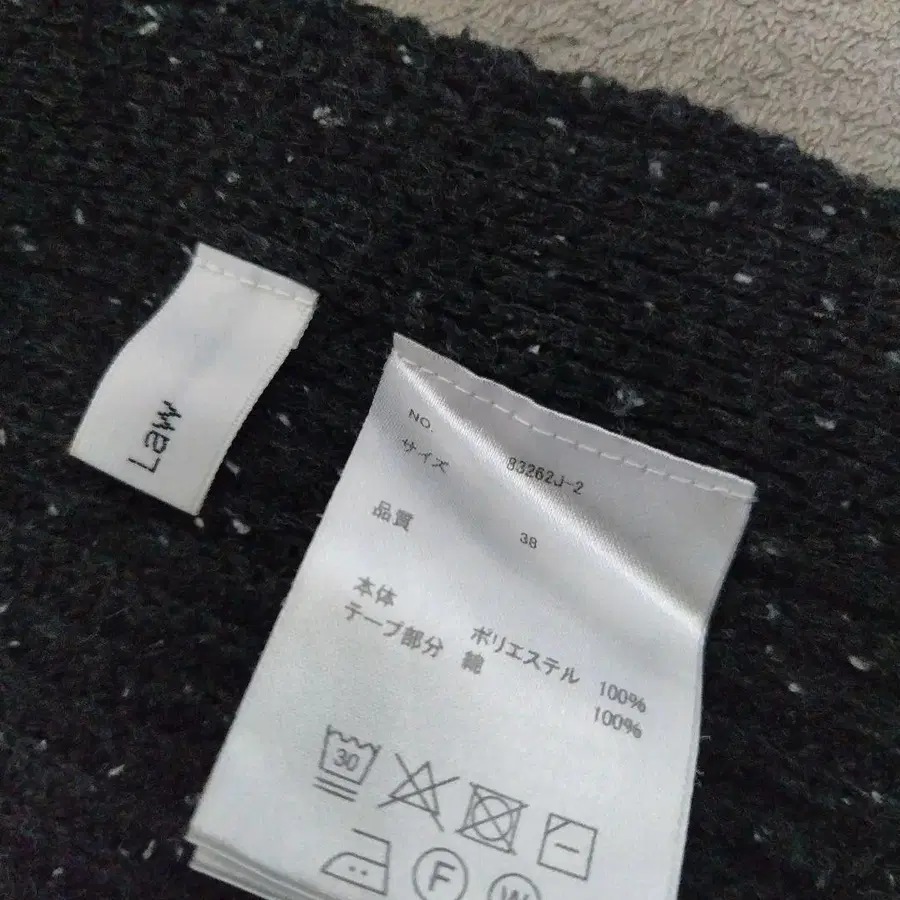 Law
NO. 83262J-2
サイズ 38
品質
本体 ポリエステル 100%
テープ部分 綿 100%
30
F
W